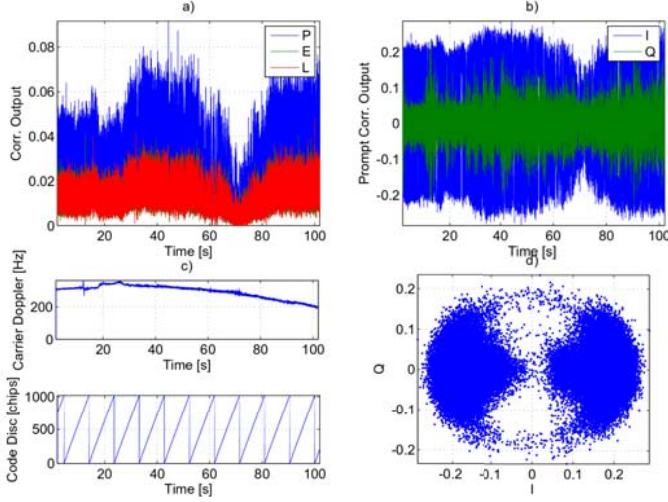 a)
Corr. Output
0.08
0.06
0.04
0.02
0
P
E
L
20 40 60 80 100
Time [s]
b)
Prompt Corr. Output
0.2
0.1
0
-0.1
-0.2
I
Q
20 40 60 80 100
Time [s]
c)
Carrier Doppler [Hz]
200
0
20 40 60 80 100
Time [s]
Code Disc [chips]
1000
500
0
20 40 60 80 100
Time [s]
d)
Q
0.2
0.1
0
-0.1
-0.2
-0.2 -0.1 0 0.1 0.2
I